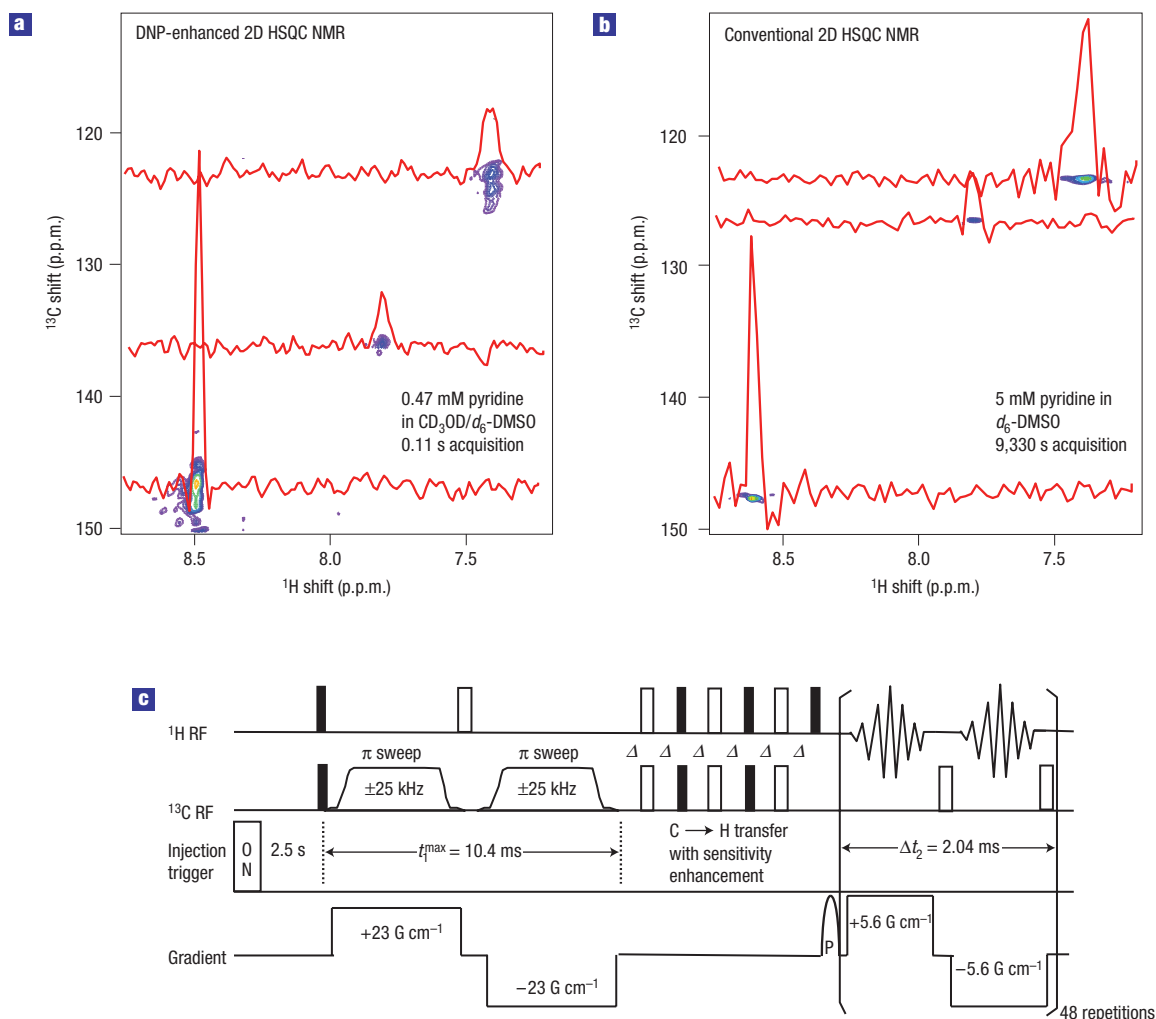 a
DNP-enhanced 2D HSQC NMR
120
130
140
150
¹³C shift (p.p.m.)
8.5 8.0 7.5
¹H shift (p.p.m.)
0.47 mM pyridine
in CD₃OD/d₆-DMSO
0.11 s acquisition
b
Conventional 2D HSQC NMR
120
130
140
150
¹³C shift (p.p.m.)
8.5 8.0 7.5
¹H shift (p.p.m.)
5 mM pyridine in
d₆-DMSO
9,330 s acquisition
c
¹H RF
π sweep π sweep Δ Δ Δ Δ Δ Δ
±25 kHz ±25 kHz
¹³C RF
Injection
trigger
O
N
2.5 s
t₁ᵐᵃˣ = 10.4 ms
C → H transfer
with sensitivity
enhancement
Δt₂ = 2.04 ms
Gradient
+23 G cm⁻¹
−23 G cm⁻¹
P
+5.6 G cm⁻¹
−5.6 G cm⁻¹
48 repetitions